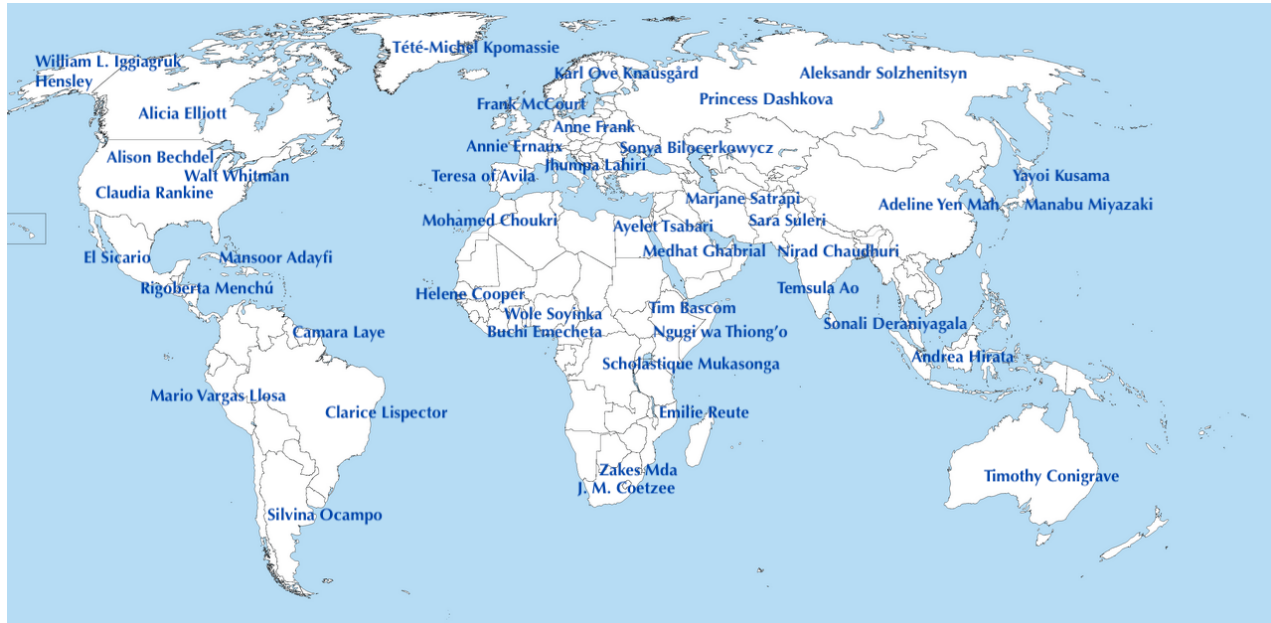 Tété-Michel Kpomassie
William L. Iggiagruk
Hensley
Karl Ove Knausgård
Aleksandr Solzhenitsyn
Princess Dashkova
Frank McCourt
Alicia Elliott
Anne Frank
Annie Ernaux
Sonya Bilocerkowycz
Alison Bechdel
Jhumpa Lahiri
Walt Whitman
Teresa of Avila
Yayoi Kusama
Claudia Rankine
Marjane Satrapi
Adeline Yen Mah
Manabu Miyazaki
Mohamed Choukri
Sara Suleri
Ayelet Tsabari
Medhat Ghabrial
Nirad Chaudhuri
El Sicario
Mansoor Adayfi
Rigoberta Menchú
Temsula Ao
Helene Cooper
Tim Bascom
Wole Soyinka
Sonali Deraniyagala
Camara Laye
Buchi Emecheta
Ngugi wa Thiong’o
Andrea Hirata
Scholastique Mukasonga
Mario Vargas Llosa
Clarice Lispector
Emilie Reute
Zakes Mda
Timothy Conigrave
J. M. Coetzee
Silvina Ocampo